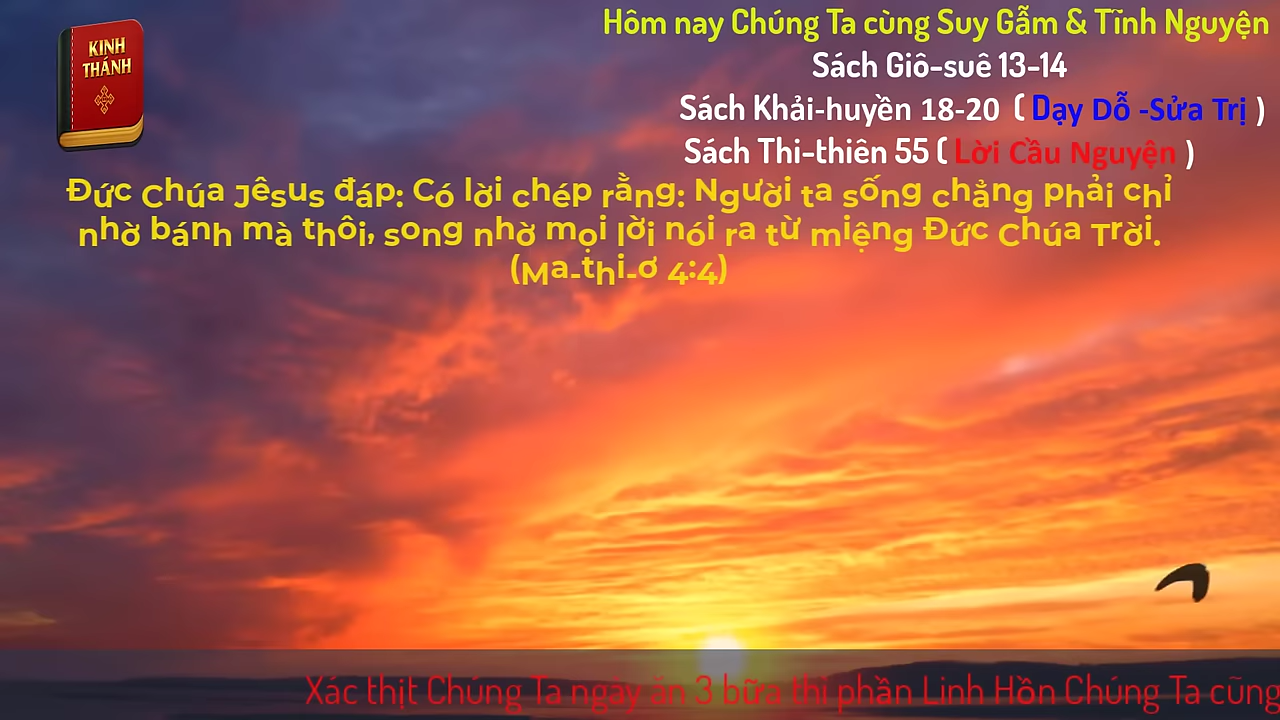 KINH
THÁNH
Hôm nay Chúng Ta cùng Suy Gẫm & Tĩnh Nguyện
Sách Giô-suê 13-14
Sách Khải-huyền 18-20 ( Dạy Dỗ -Sửa Trị )
Sách Thi-thiên 55 ( Lời Cầu Nguyện )
Đức Chúa Jêsus đáp: Có lời chép rằng: Người ta sống chẳng phải chỉ
nhờ bánh mà thôi, song nhờ mọi lời nói ra từ miệng Đức Chúa Trời.
(Ma-thi-ơ 4:4)
Xác thịt Chúng Ta ngày ăn 3 bữa thì phần Linh Hồn Chúng Ta cũng